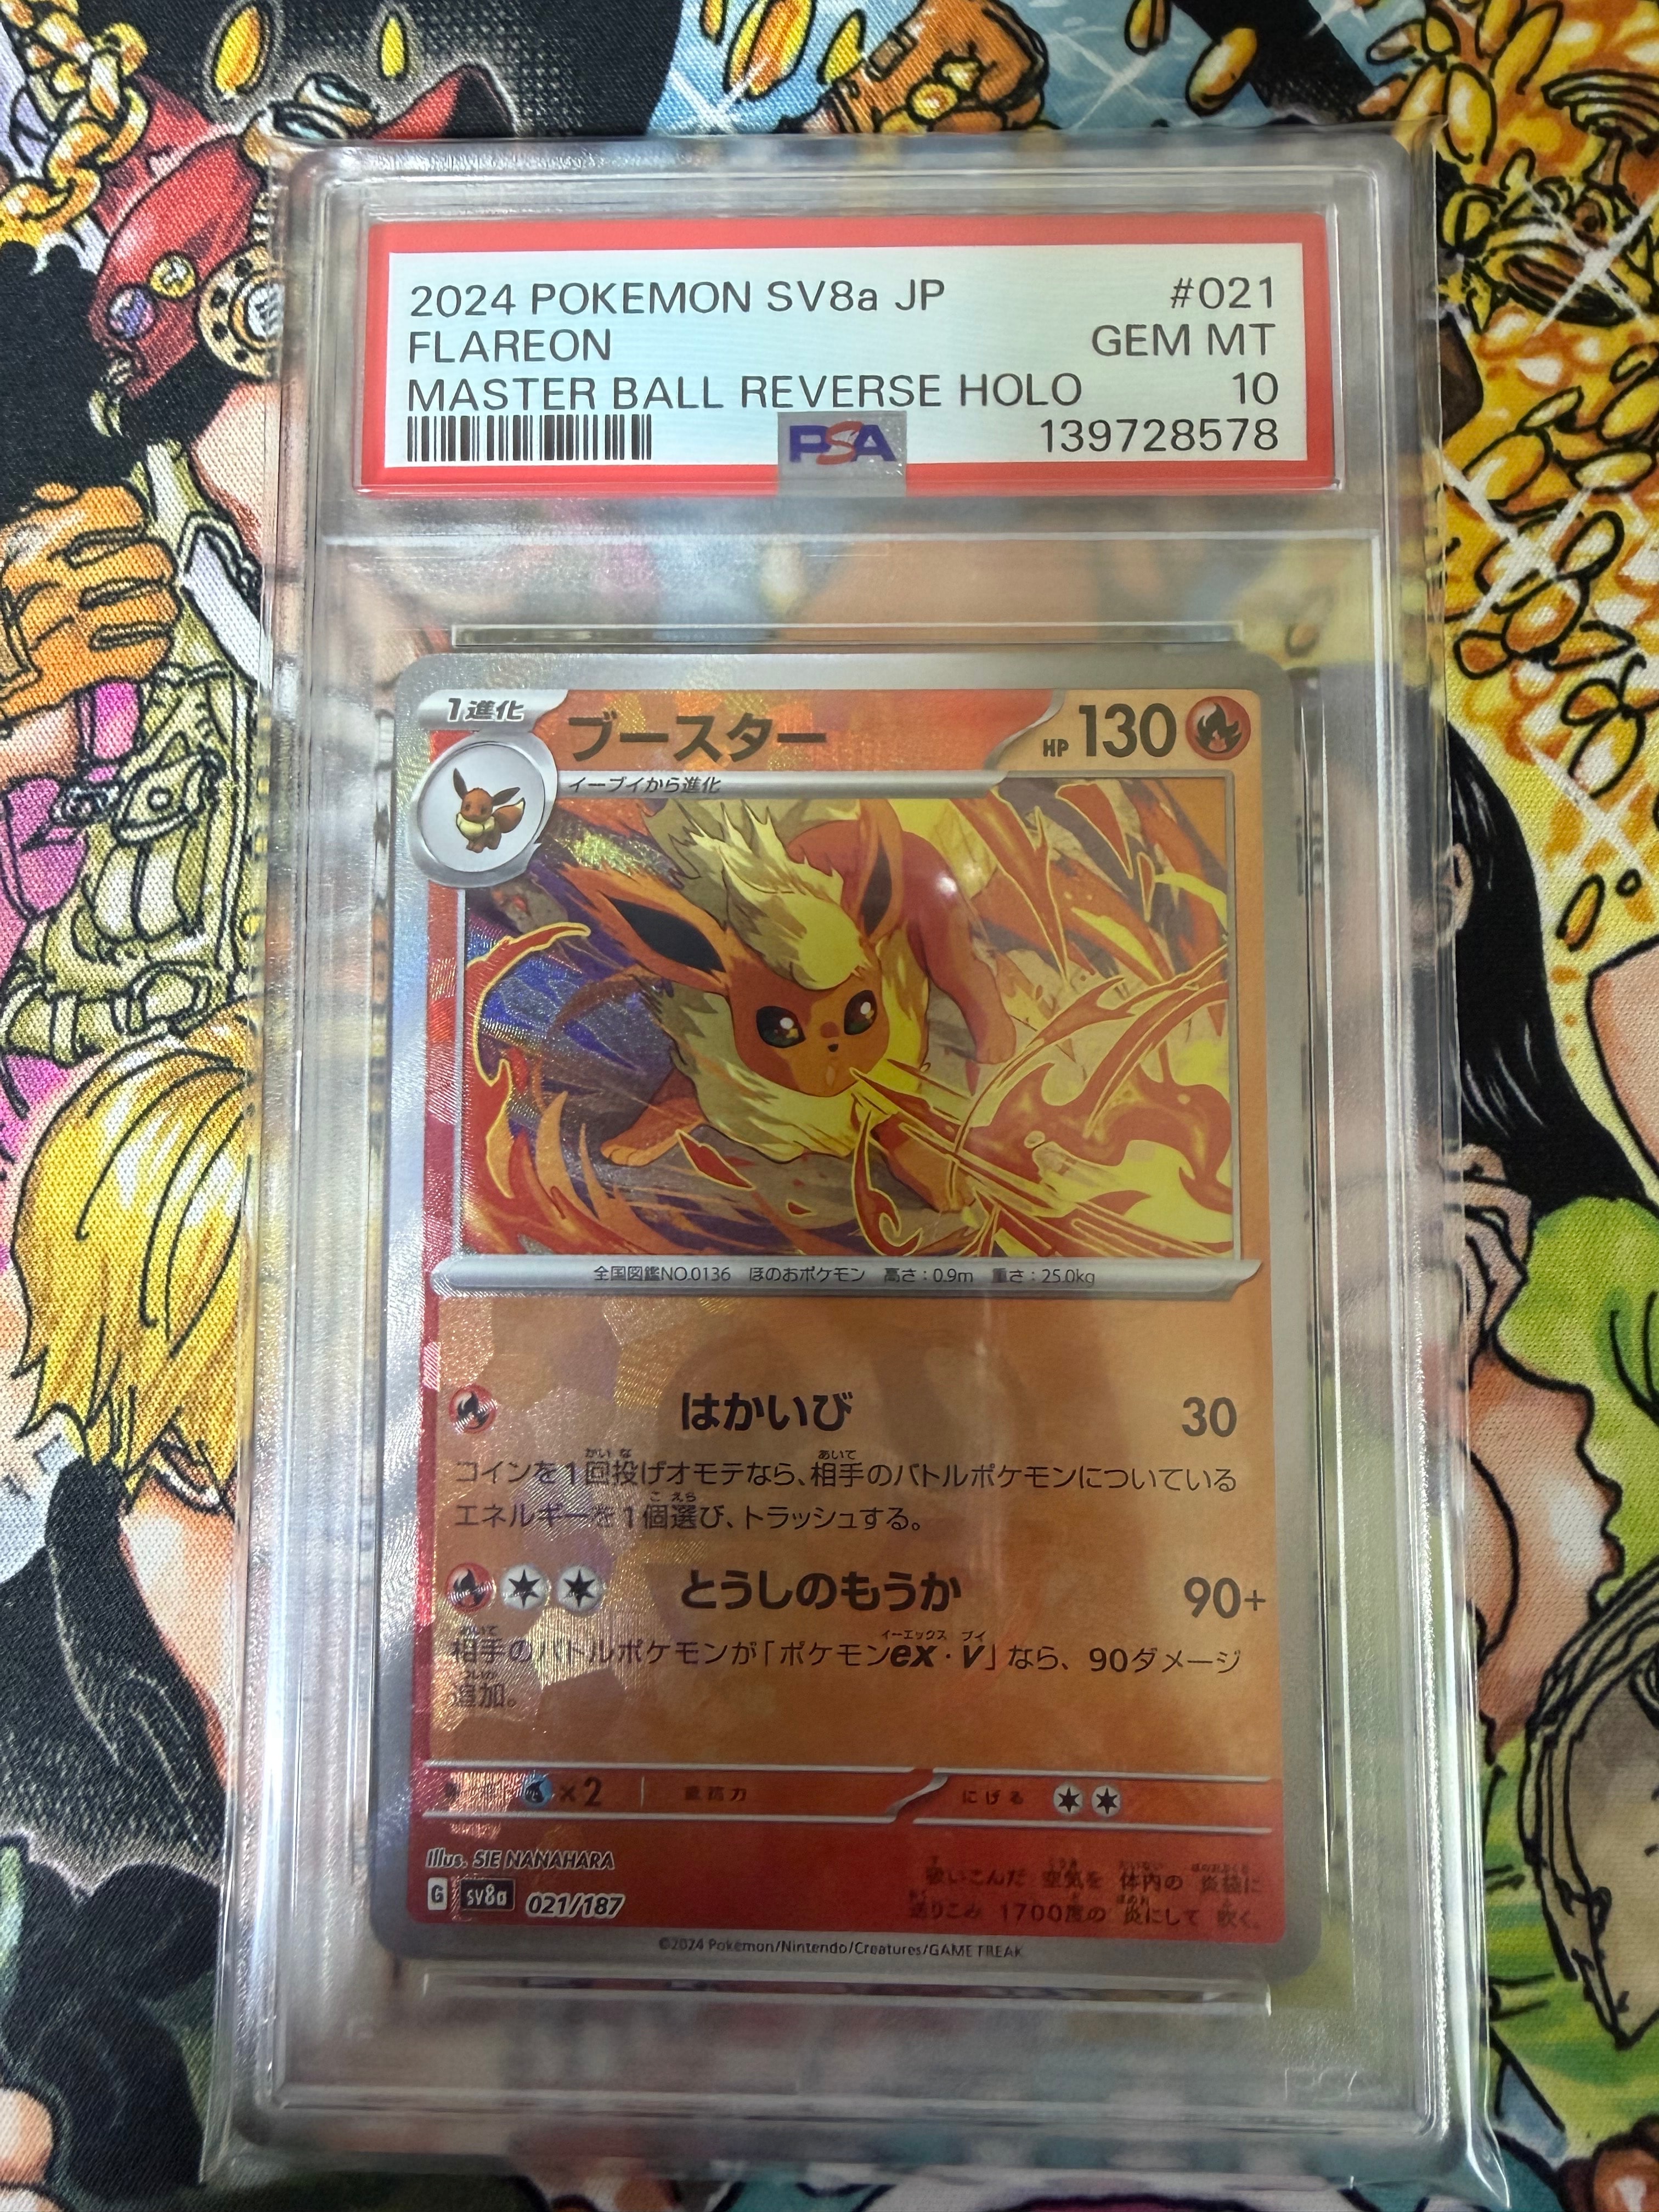 2024 POKEMON SV8a JP #021
FLAREON GEM MT
MASTER BALL REVERSE HOLO 10
PSA 139728578
1進化 ブースター HP 130
イーブイから進化
全国図鑑NO.0136 ほのおポケモン 高さ：0.9m 重さ：25.0kg
はかいび 30
コインを1回投げオモテなら、相手のバトルポケモンについている
エネルギーを1個選び、トラッシュする。
とうしのもうか 90+
相手のバトルポケモンが「ポケモンex・V」なら、90ダメージ
追加。
×2 抵抗力 にげる
Illus. SIE NANAHARA
吸いこんだ 空気を 体内の 炎袋に
G sv8a 021/187
送りこみ 1700度の 炎にして 吹く。
©2024 Pokémon/Nintendo/Creatures/GAME FREAK